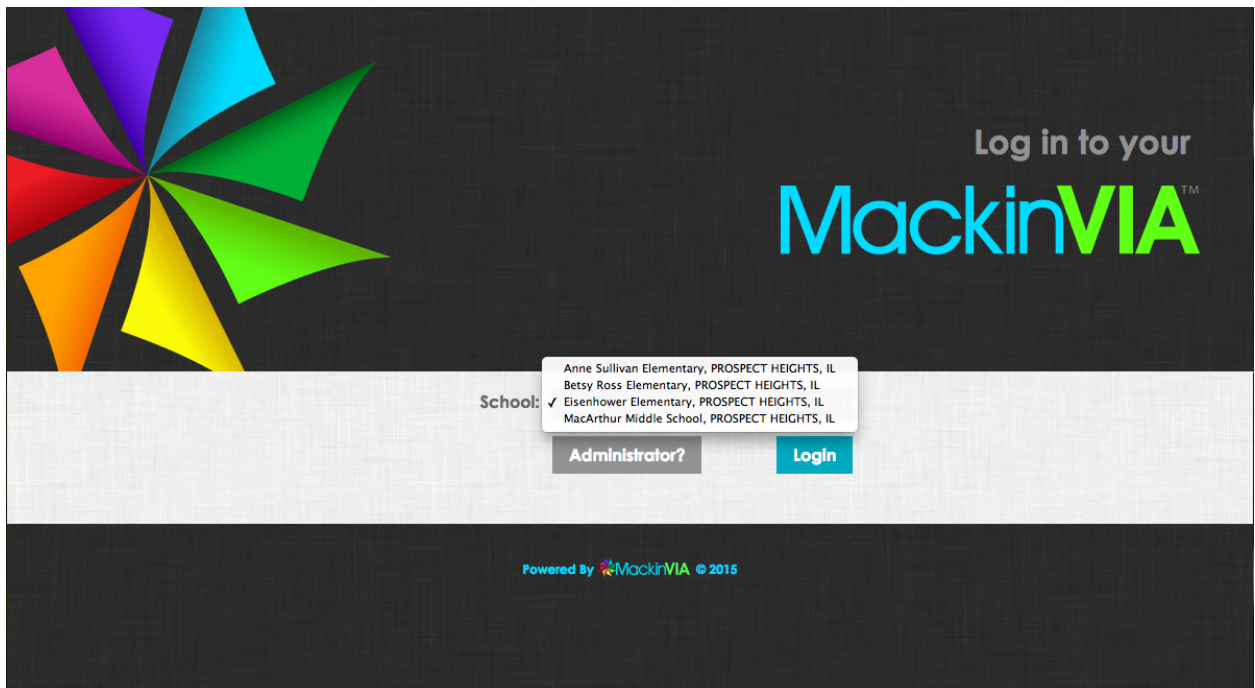 Log in to your
MackinVIA™
Anne Sullivan Elementary, PROSPECT HEIGHTS, IL
Betsy Ross Elementary, PROSPECT HEIGHTS, IL
School: ✓ Eisenhower Elementary, PROSPECT HEIGHTS, IL
MacArthur Middle School, PROSPECT HEIGHTS, IL
Administrator? Login
Powered By MackinVIA © 2015